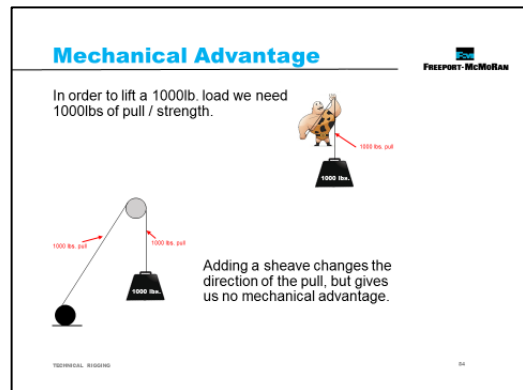 Mechanical Advantage
FCX
FREEPORT-MCMORAN
In order to lift a 1000lb. load we need
1000lbs of pull / strength.
1000 lbs. pull
1000 lbs.
1000 lbs. pull
1000 lbs. pull
1000 lbs.
Adding a sheave changes the
direction of the pull, but gives
us no mechanical advantage.
TECHNICAL RIGGING